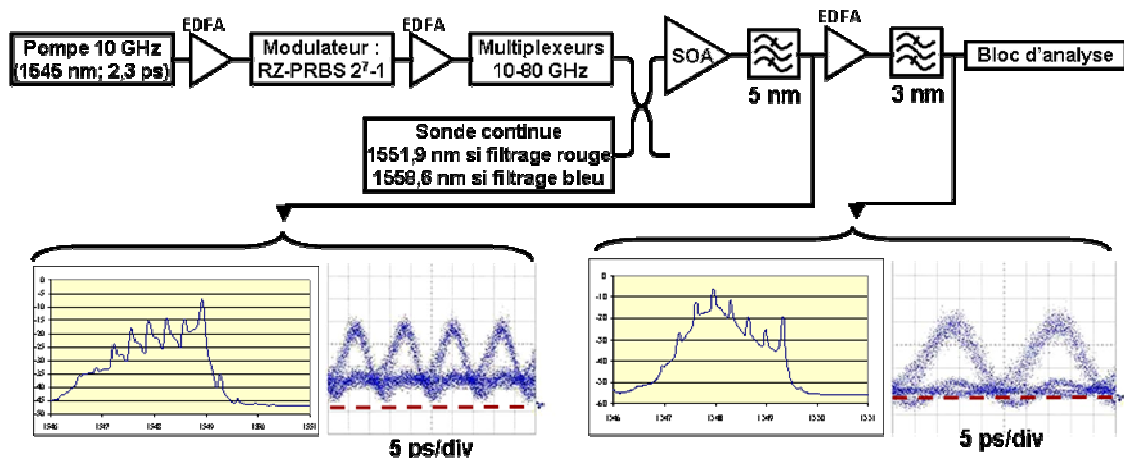 EDFA
EDFA
EDFA
Pompe 10 GHz
(1545 nm; 2,3 ps)
Modulateur :
RZ-PRBS 2⁷-1
Multiplexeurs
10-80 GHz
SOA
Bloc d'analyse
5 nm
3 nm
Sonde continue
1551,9 nm si filtrage rouge
1558,6 nm si filtrage bleu
5 ps/div
5 ps/div